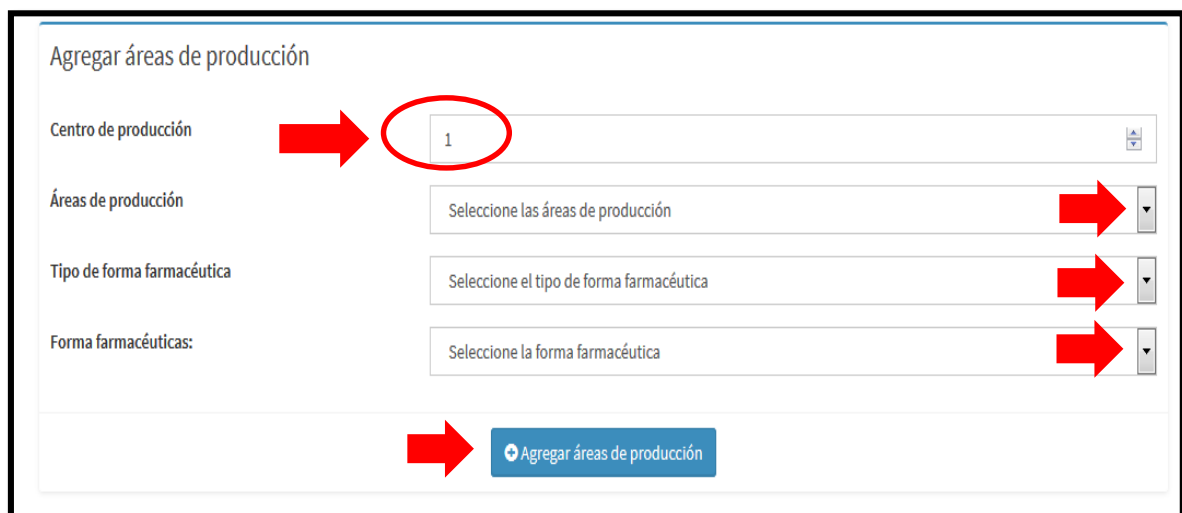 Agregar áreas de producción
Centro de producción
1
Áreas de producción
Seleccione las áreas de producción
Tipo de forma farmacéutica
Seleccione el tipo de forma farmacéutica
Forma farmacéuticas:
Seleccione la forma farmacéutica
Agregar áreas de producción